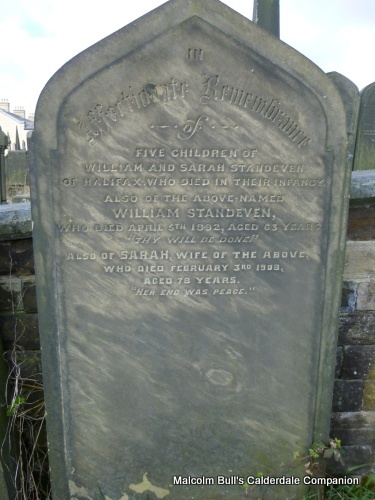 IN
Affectionate Remembrance
of
FIVE CHILDREN OF
WILLIAM AND SARAH STANDEVEN
OF HALIFAX, WHO DIED IN THEIR INFANCY.
ALSO OF THE ABOVE-NAMED
WILLIAM STANDEVEN,
WHO DIED APRIL 5TH 1892, AGED 63 YEARS
"THY WILL BE DONE."
ALSO OF SARAH, WIFE OF THE ABOVE,
WHO DIED FEBRUARY 3RD 1908,
AGED 78 YEARS.
"HER END WAS PEACE."
Malcolm Bull's Calderdale Companion